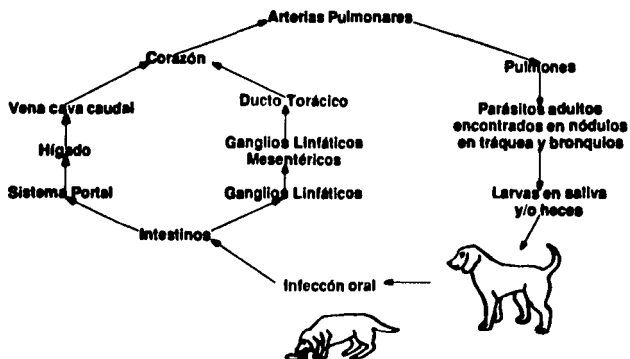 Arterias Pulmonares
Corazón
Pulmones
Vena cava caudal
Ducto Torácico
Parásitos adultos
encontrados en nódulos
en tráquea y bronquios
Hígado
Ganglios Linfáticos
Mesentéricos
Sistema Portal
Ganglios Linfáticos
Larvas en saliva
y/o heces
Intestinos
Infeccón oral